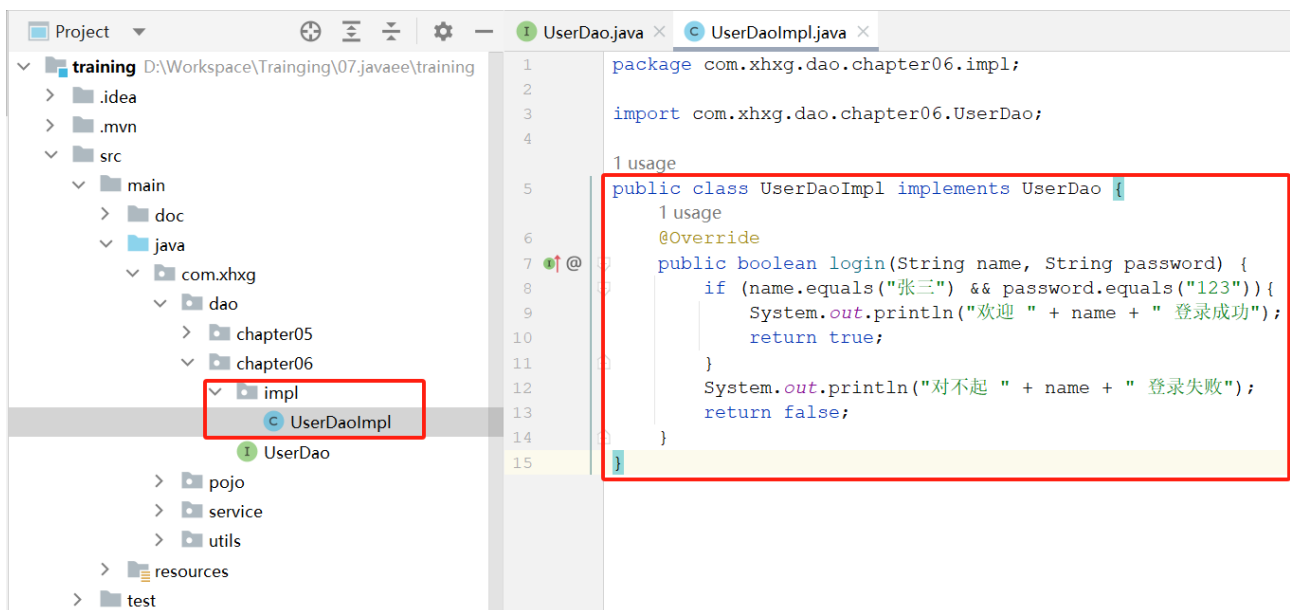 Project
training D:\Workspace\Trainging\07.javaee\training
.idea
.mvn
src
main
doc
java
com.xhxg
dao
chapter05
chapter06
impl
UserDaoImpl
UserDao
pojo
service
utils
resources
test
UserDao.java UserDaoImpl.java
1 package com.xhxg.dao.chapter06.impl;
2
3 import com.xhxg.dao.chapter06.UserDao;
4
1 usage
5 public class UserDaoImpl implements UserDao {
1 usage
6 @Override
7 @ public boolean login(String name, String password) {
8 if (name.equals("张三") && password.equals("123")){
9 System.out.println("欢迎 " + name + " 登录成功");
10 return true;
11 }
12 System.out.println("对不起 " + name + " 登录失败");
13 return false;
14 }
15 }